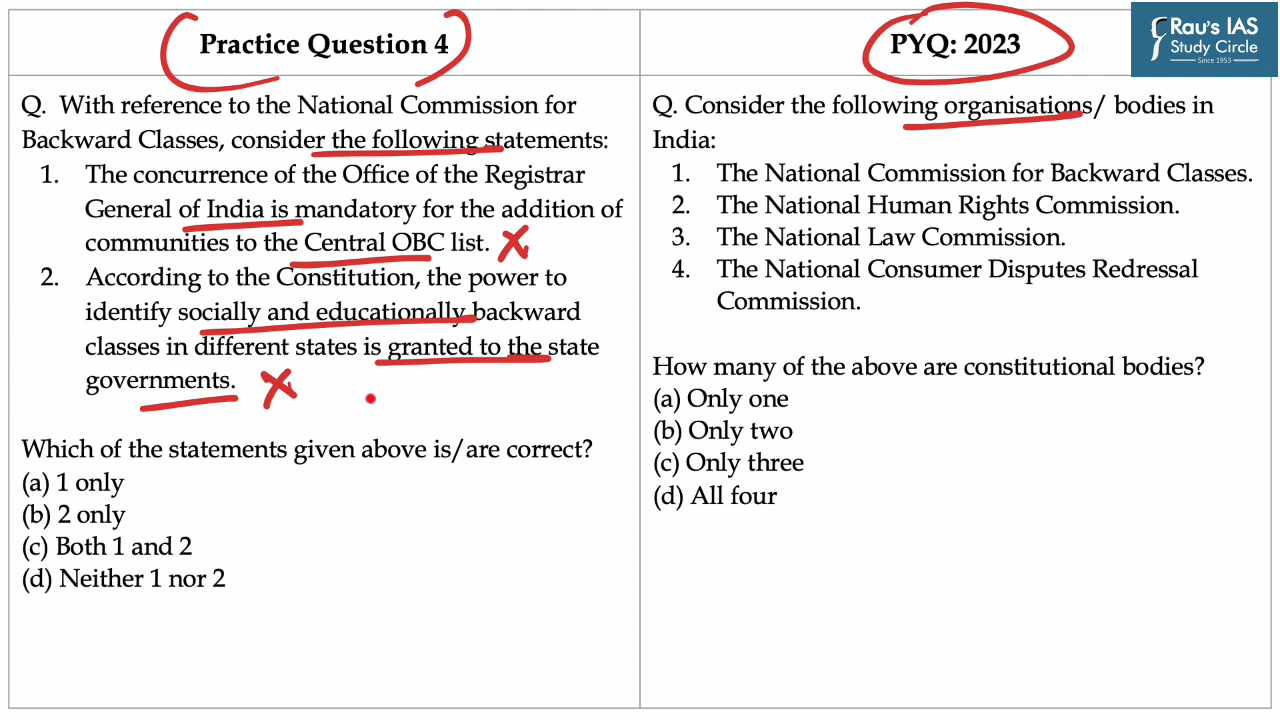 Practice Question 4
Q. With reference to the National Commission for
Backward Classes, consider the following statements:
1. The concurrence of the Office of the Registrar
General of India is mandatory for the addition of
communities to the Central OBC list.
2. According to the Constitution, the power to
identify socially and educationally backward
classes in different states is granted to the state
governments.
Which of the statements given above is/are correct?
(a) 1 only
(b) 2 only
(c) Both 1 and 2
(d) Neither 1 nor 2
PYQ: 2023
Rau's IAS
Study Circle
Since 1953
Q. Consider the following organisations/ bodies in
India:
1. The National Commission for Backward Classes.
2. The National Human Rights Commission.
3. The National Law Commission.
4. The National Consumer Disputes Redressal
Commission.
How many of the above are constitutional bodies?
(a) Only one
(b) Only two
(c) Only three
(d) All four